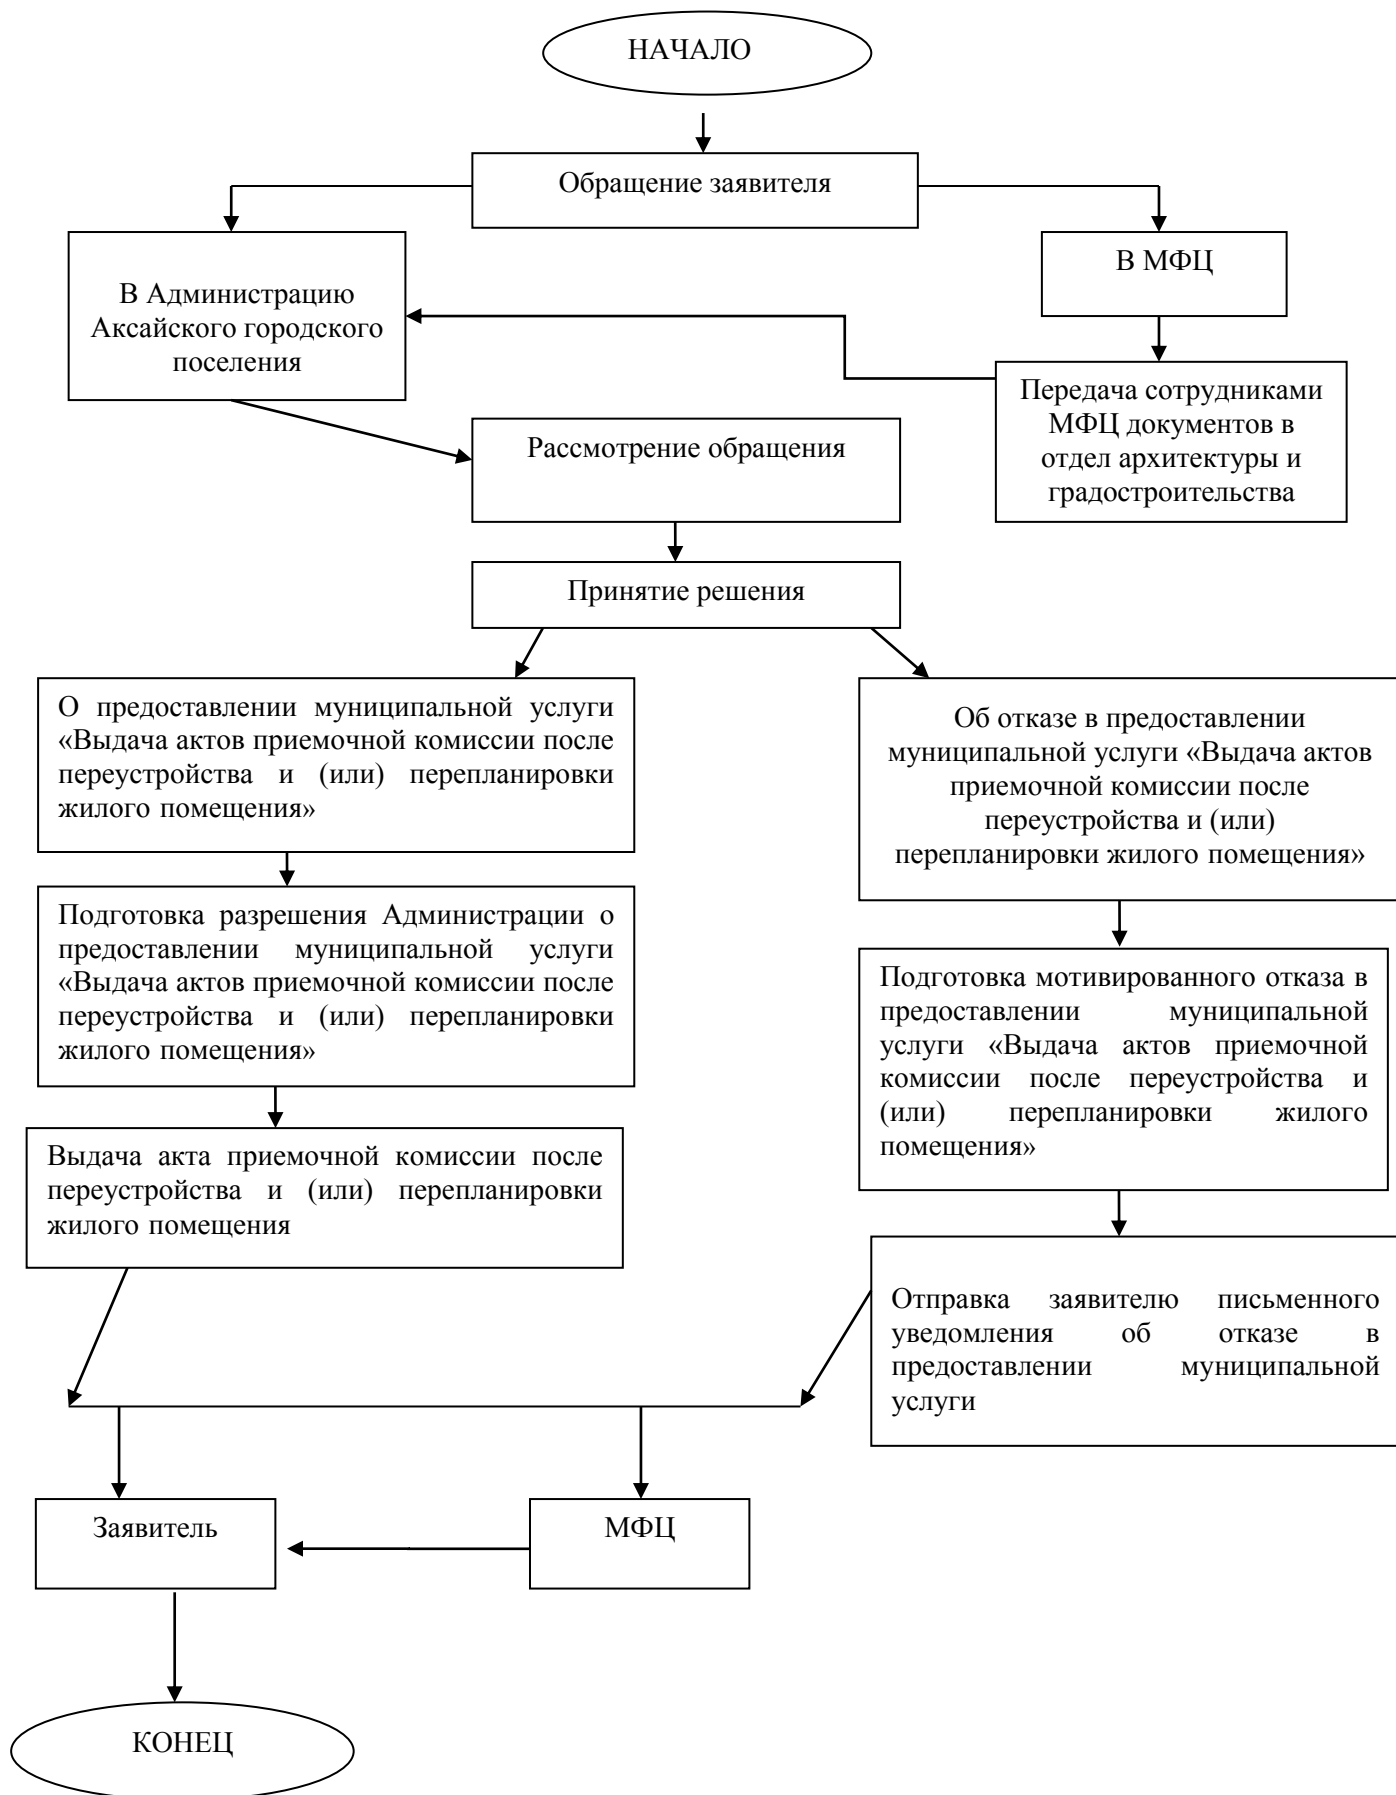 НАЧАЛО
Обращение заявителя
В Администрацию
Аксайского городского
поселения
В МФЦ
Передача сотрудниками
МФЦ документов в
отдел архитектуры и
градостроительства
Рассмотрение обращения
Принятие решения
О предоставлении муниципальной услуги
«Выдача актов приемочной комиссии после
переустройства и (или) перепланировки
жилого помещения»
Об отказе в предоставлении
муниципальной услуги «Выдача актов
приемочной комиссии после
переустройства и (или)
перепланировки жилого помещения»
Подготовка разрешения Администрации о
предоставлении муниципальной услуги
«Выдача актов приемочной комиссии после
переустройства и (или) перепланировки
жилого помещения»
Подготовка мотивированного отказа в
предоставлении муниципальной
услуги «Выдача актов приемочной
комиссии после переустройства и
(или) перепланировки жилого
помещения»
Выдача акта приемочной комиссии после
переустройства и (или) перепланировки
жилого помещения
Отправка заявителю письменного
уведомления об отказе в
предоставлении муниципальной
услуги
Заявитель
МФЦ
КОНЕЦ